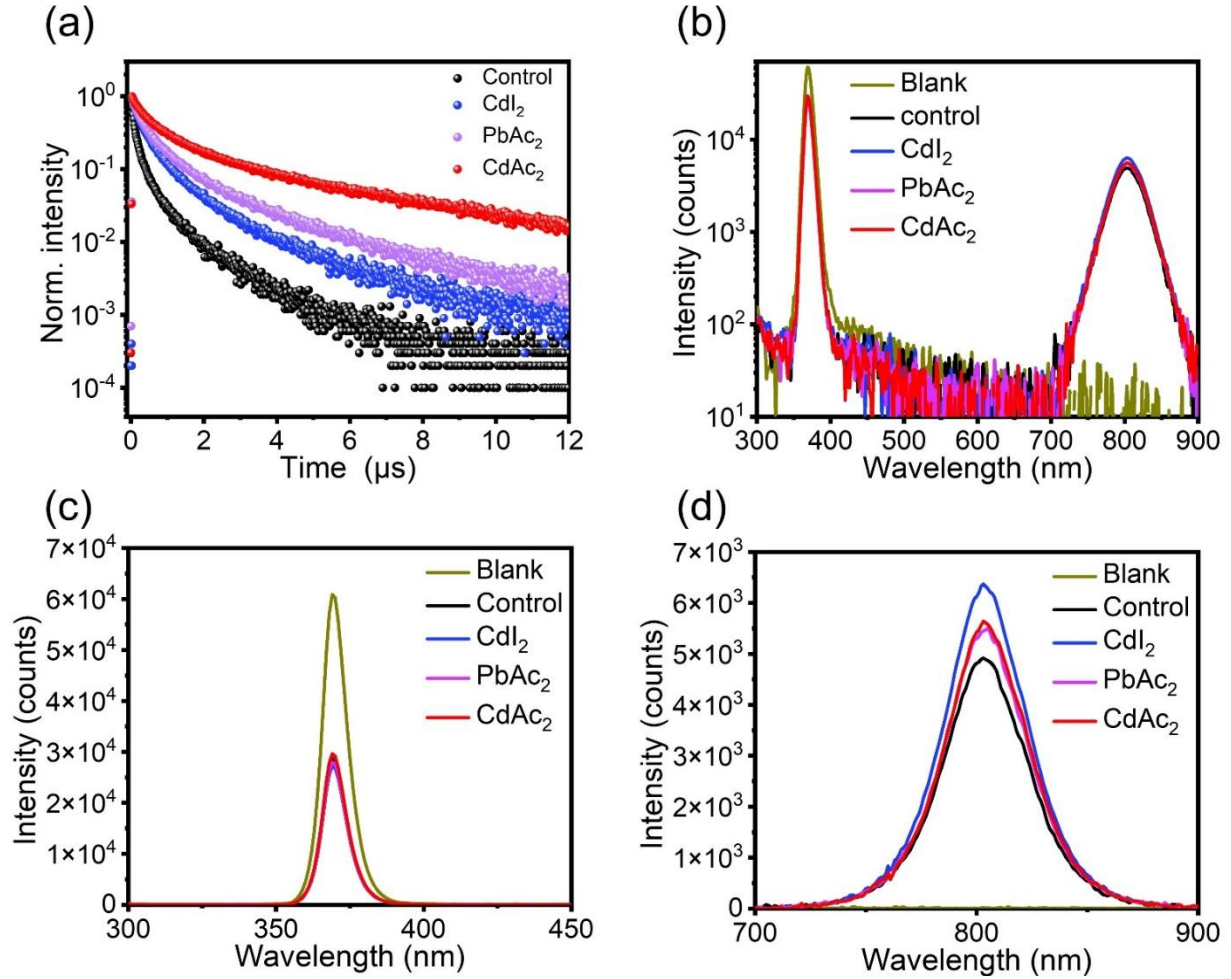 (a)
Norm. intensity
10⁰
10⁻¹
10⁻²
10⁻³
10⁻⁴
Control
CdI₂
PbAc₂
CdAc₂
0 2 4 6 8 10 12
Time (μs)
(b)
Intensity (counts)
10⁴
10³
10²
10¹
Blank
control
CdI₂
PbAc₂
CdAc₂
300 400 500 600 700 800 900
Wavelength (nm)
(c)
Intensity (counts)
7×10⁴
6×10⁴
5×10⁴
4×10⁴
3×10⁴
2×10⁴
1×10⁴
0
Blank
Control
CdI₂
PbAc₂
CdAc₂
300 350 400 450
Wavelength (nm)
(d)
Intensity (counts)
7×10³
6×10³
5×10³
4×10³
3×10³
2×10³
1×10³
0
Blank
Control
CdI₂
PbAc₂
CdAc₂
700 800 900
Wavelength (nm)